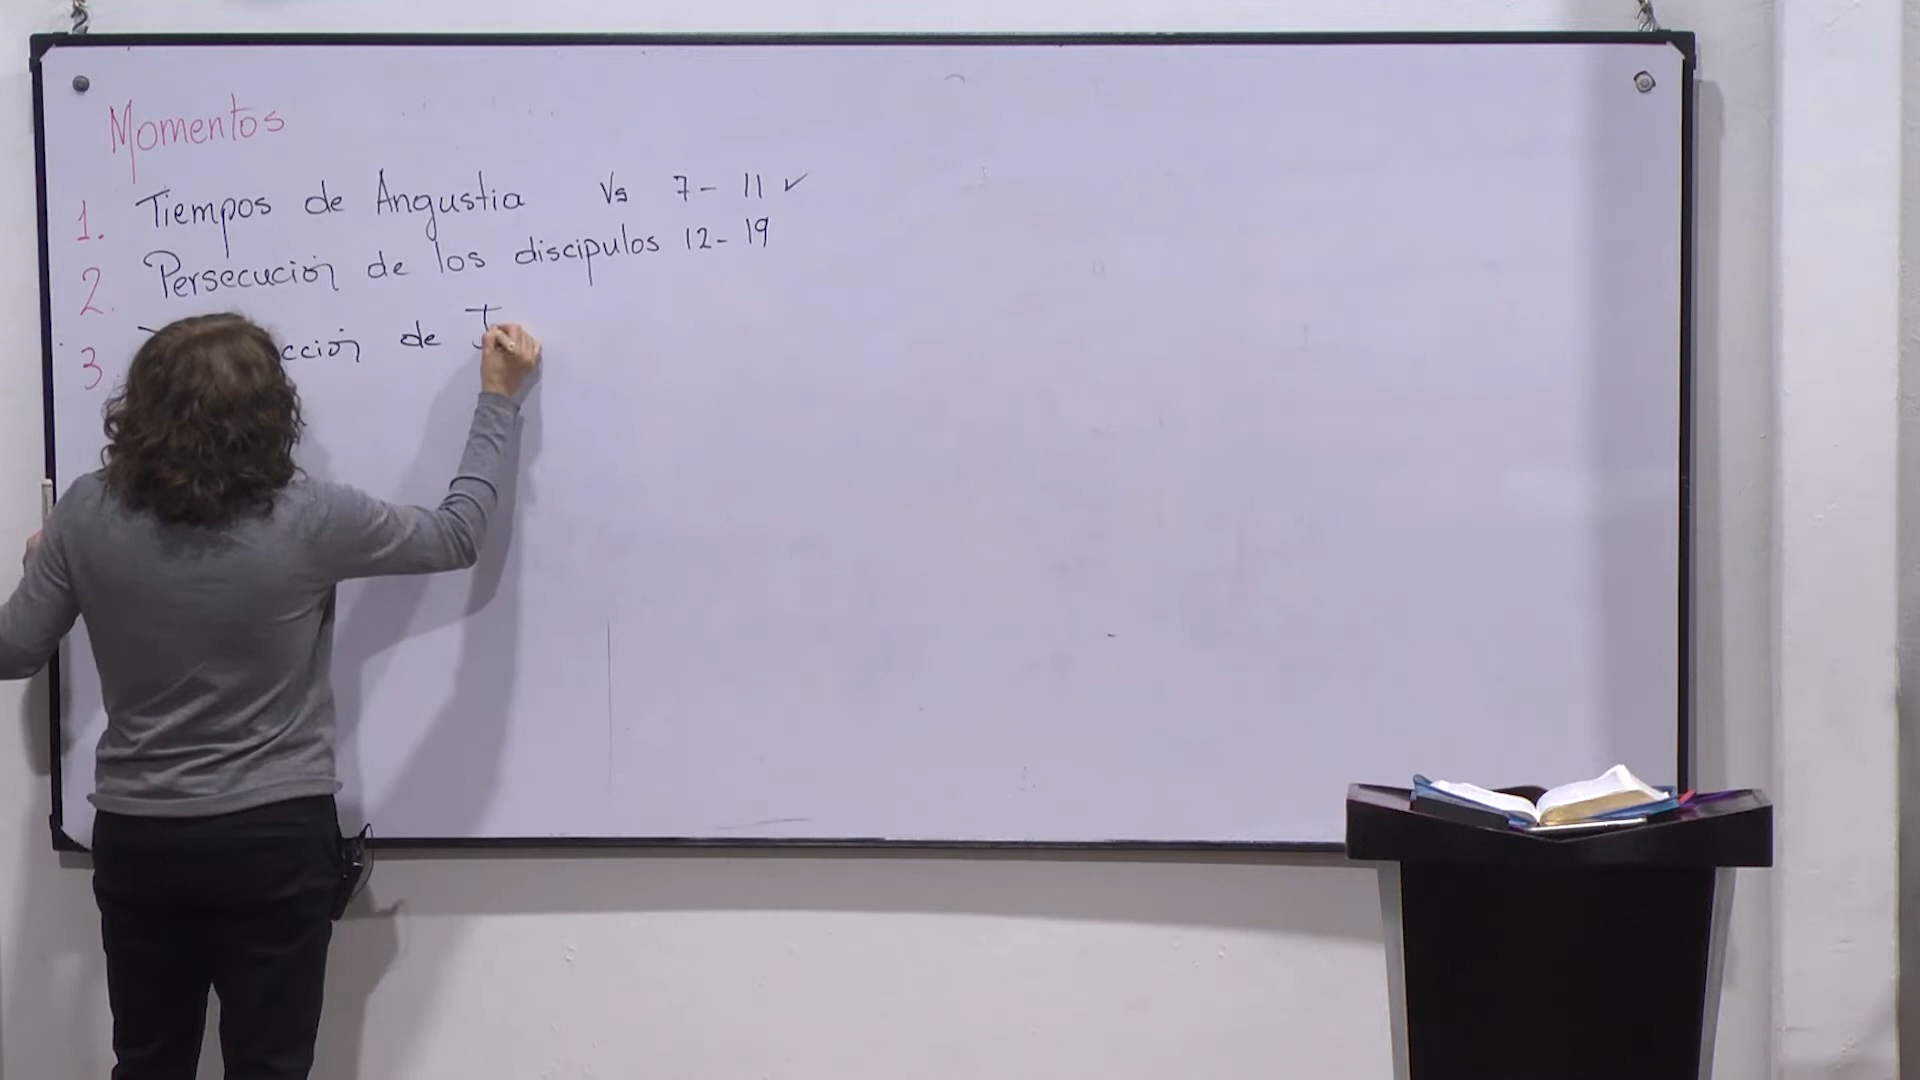 Momentos
1. Tiempos de Angustia Vs 7- 11 ✓
2. Persecución de los discipulos 12- 19
3. cción de J